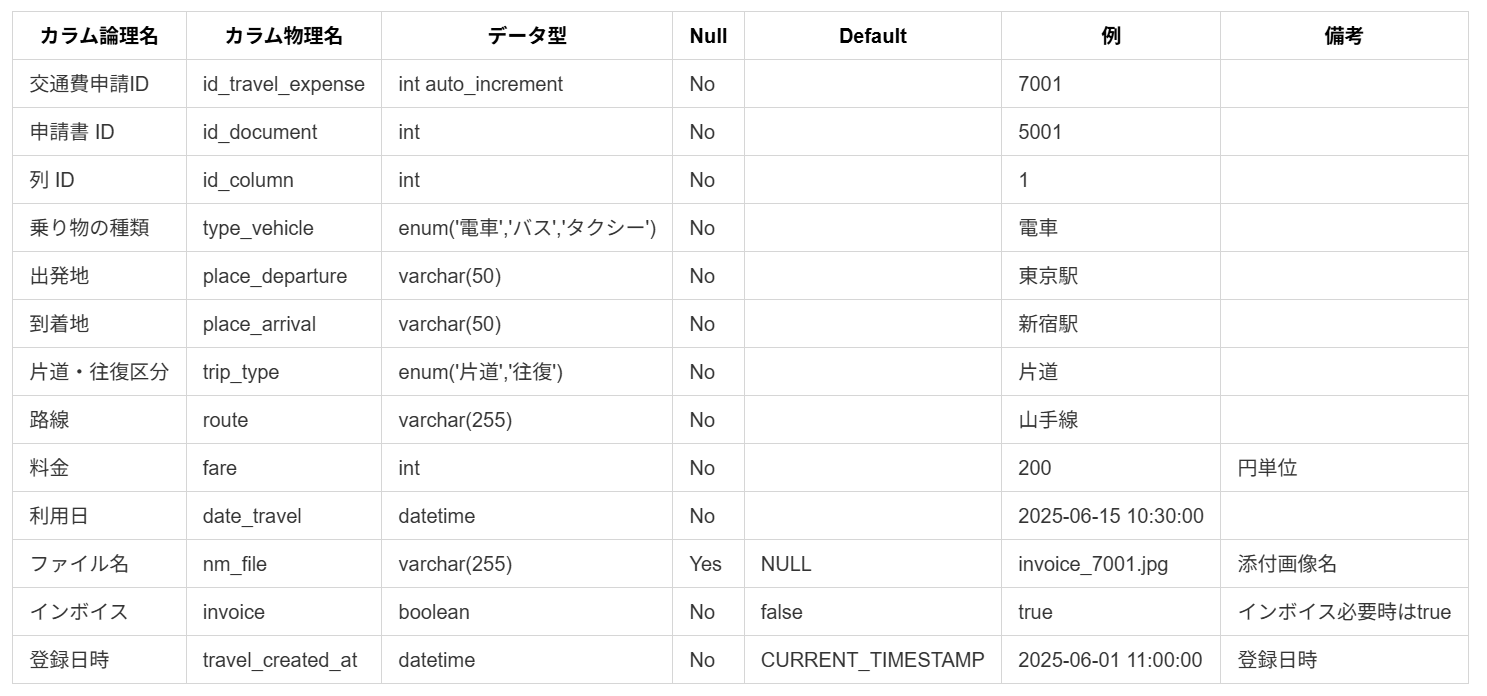 カラム論理名 カラム物理名 データ型 Null Default 例 備考
交通費申請ID id_travel_expense int auto_increment No 7001
申請書 ID id_document int No 5001
列 ID id_column int No 1
乗り物の種類 type_vehicle enum('電車','バス','タクシー') No 電車
出発地 place_departure varchar(50) No 東京駅
到着地 place_arrival varchar(50) No 新宿駅
片道・往復区分 trip_type enum('片道','往復') No 片道
路線 route varchar(255) No 山手線
料金 fare int No 200 円単位
利用日 date_travel datetime No 2025-06-15 10:30:00
ファイル名 nm_file varchar(255) Yes NULL invoice_7001.jpg 添付画像名
インボイス invoice boolean No false true インボイス必要時はtrue
登録日時 travel_created_at datetime No CURRENT_TIMESTAMP 2025-06-01 11:00:00 登録日時